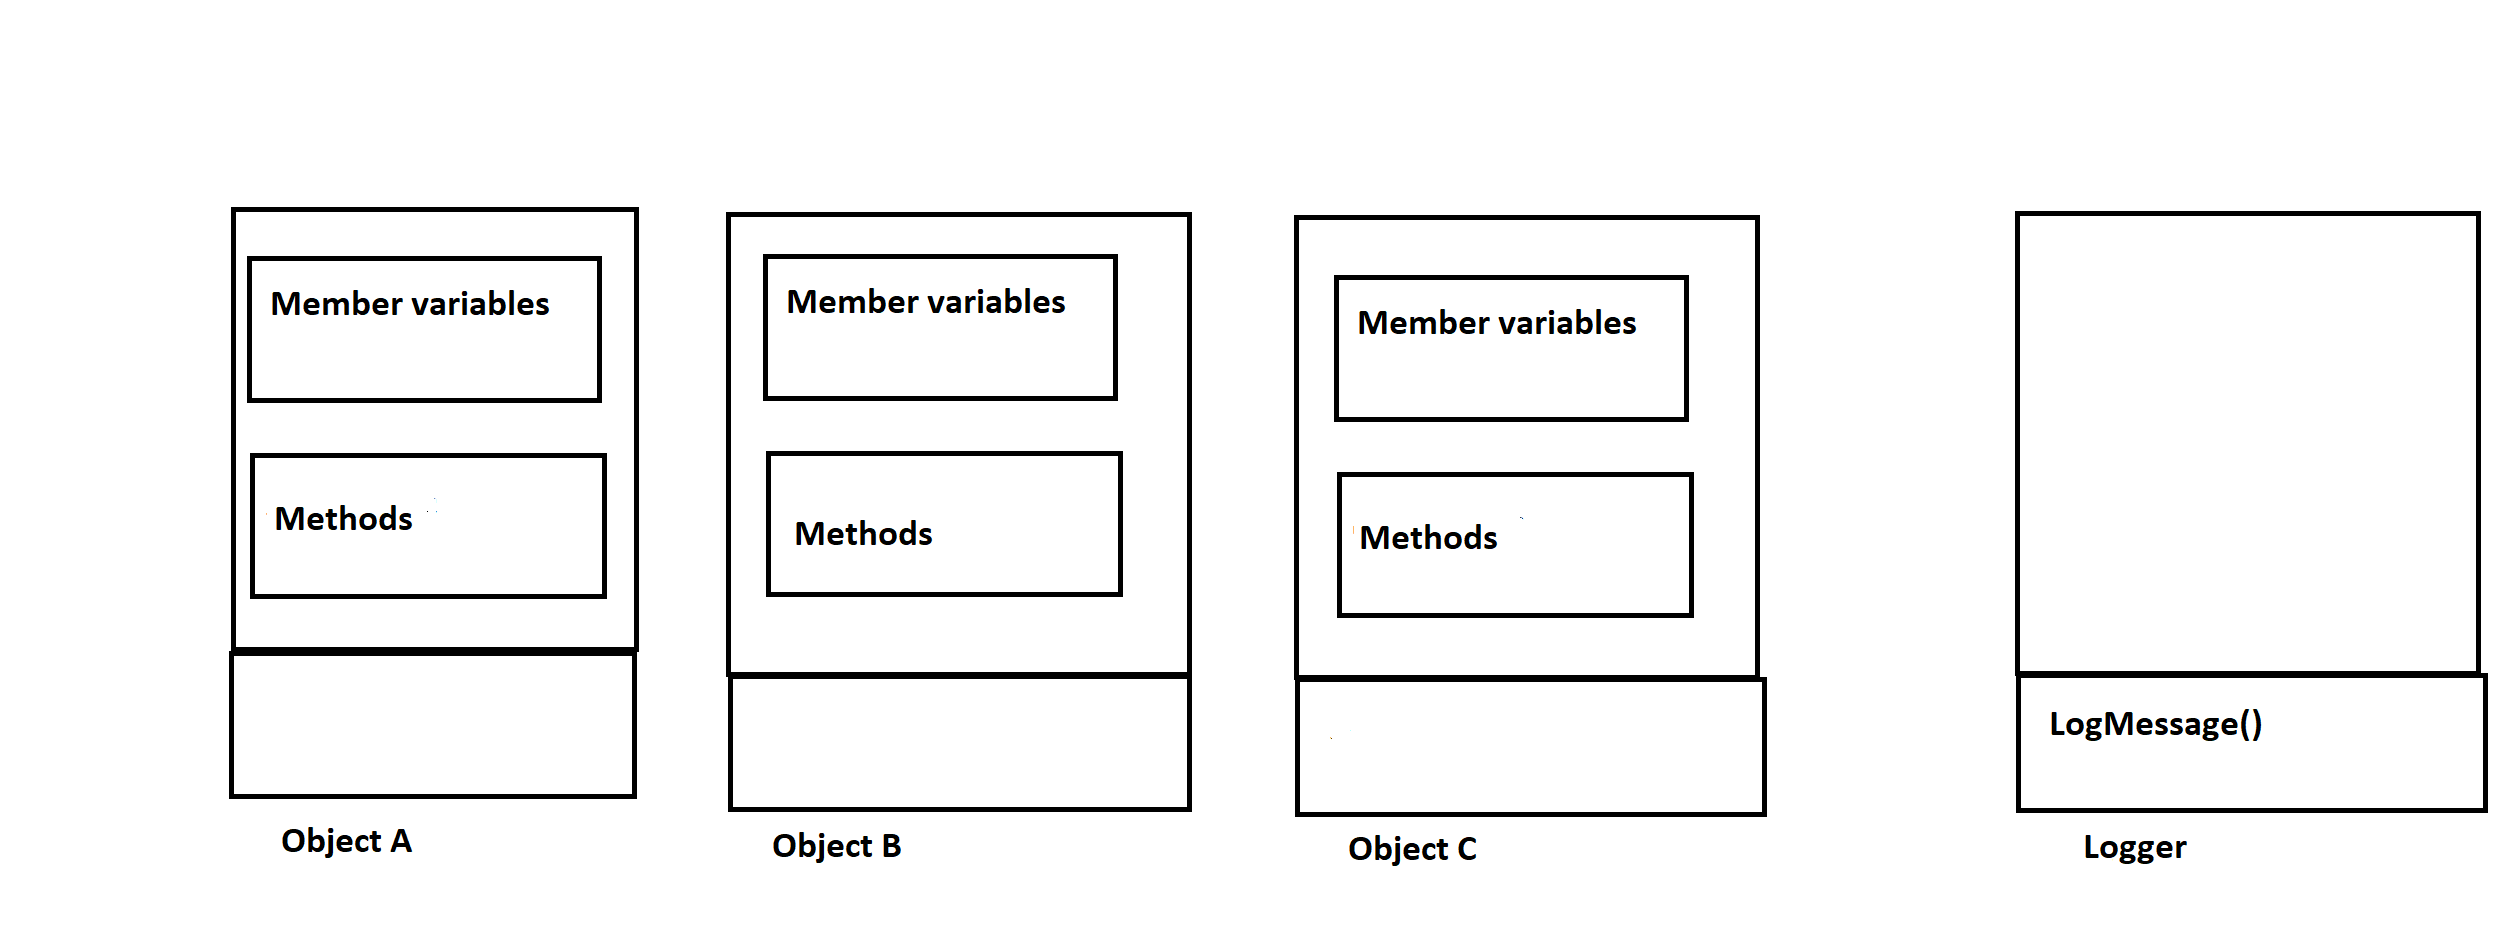 Member variables
Methods
Object A
Member variables
Methods
Object B
Member variables
Methods
Object C
LogMessage()
Logger